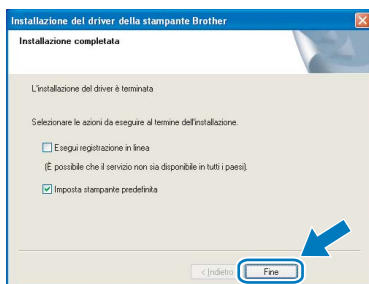 Installazione del driver della stampante Brother
Installazione completata
L'installazione del driver è terminata
Selezionare le azioni da eseguire al termine dell'installazione.
Esegui registrazione in linea
(È possibile che il servizio non sia disponibile in tutti i paesi).
Imposta stampante predefinita
< Indietro
Fine